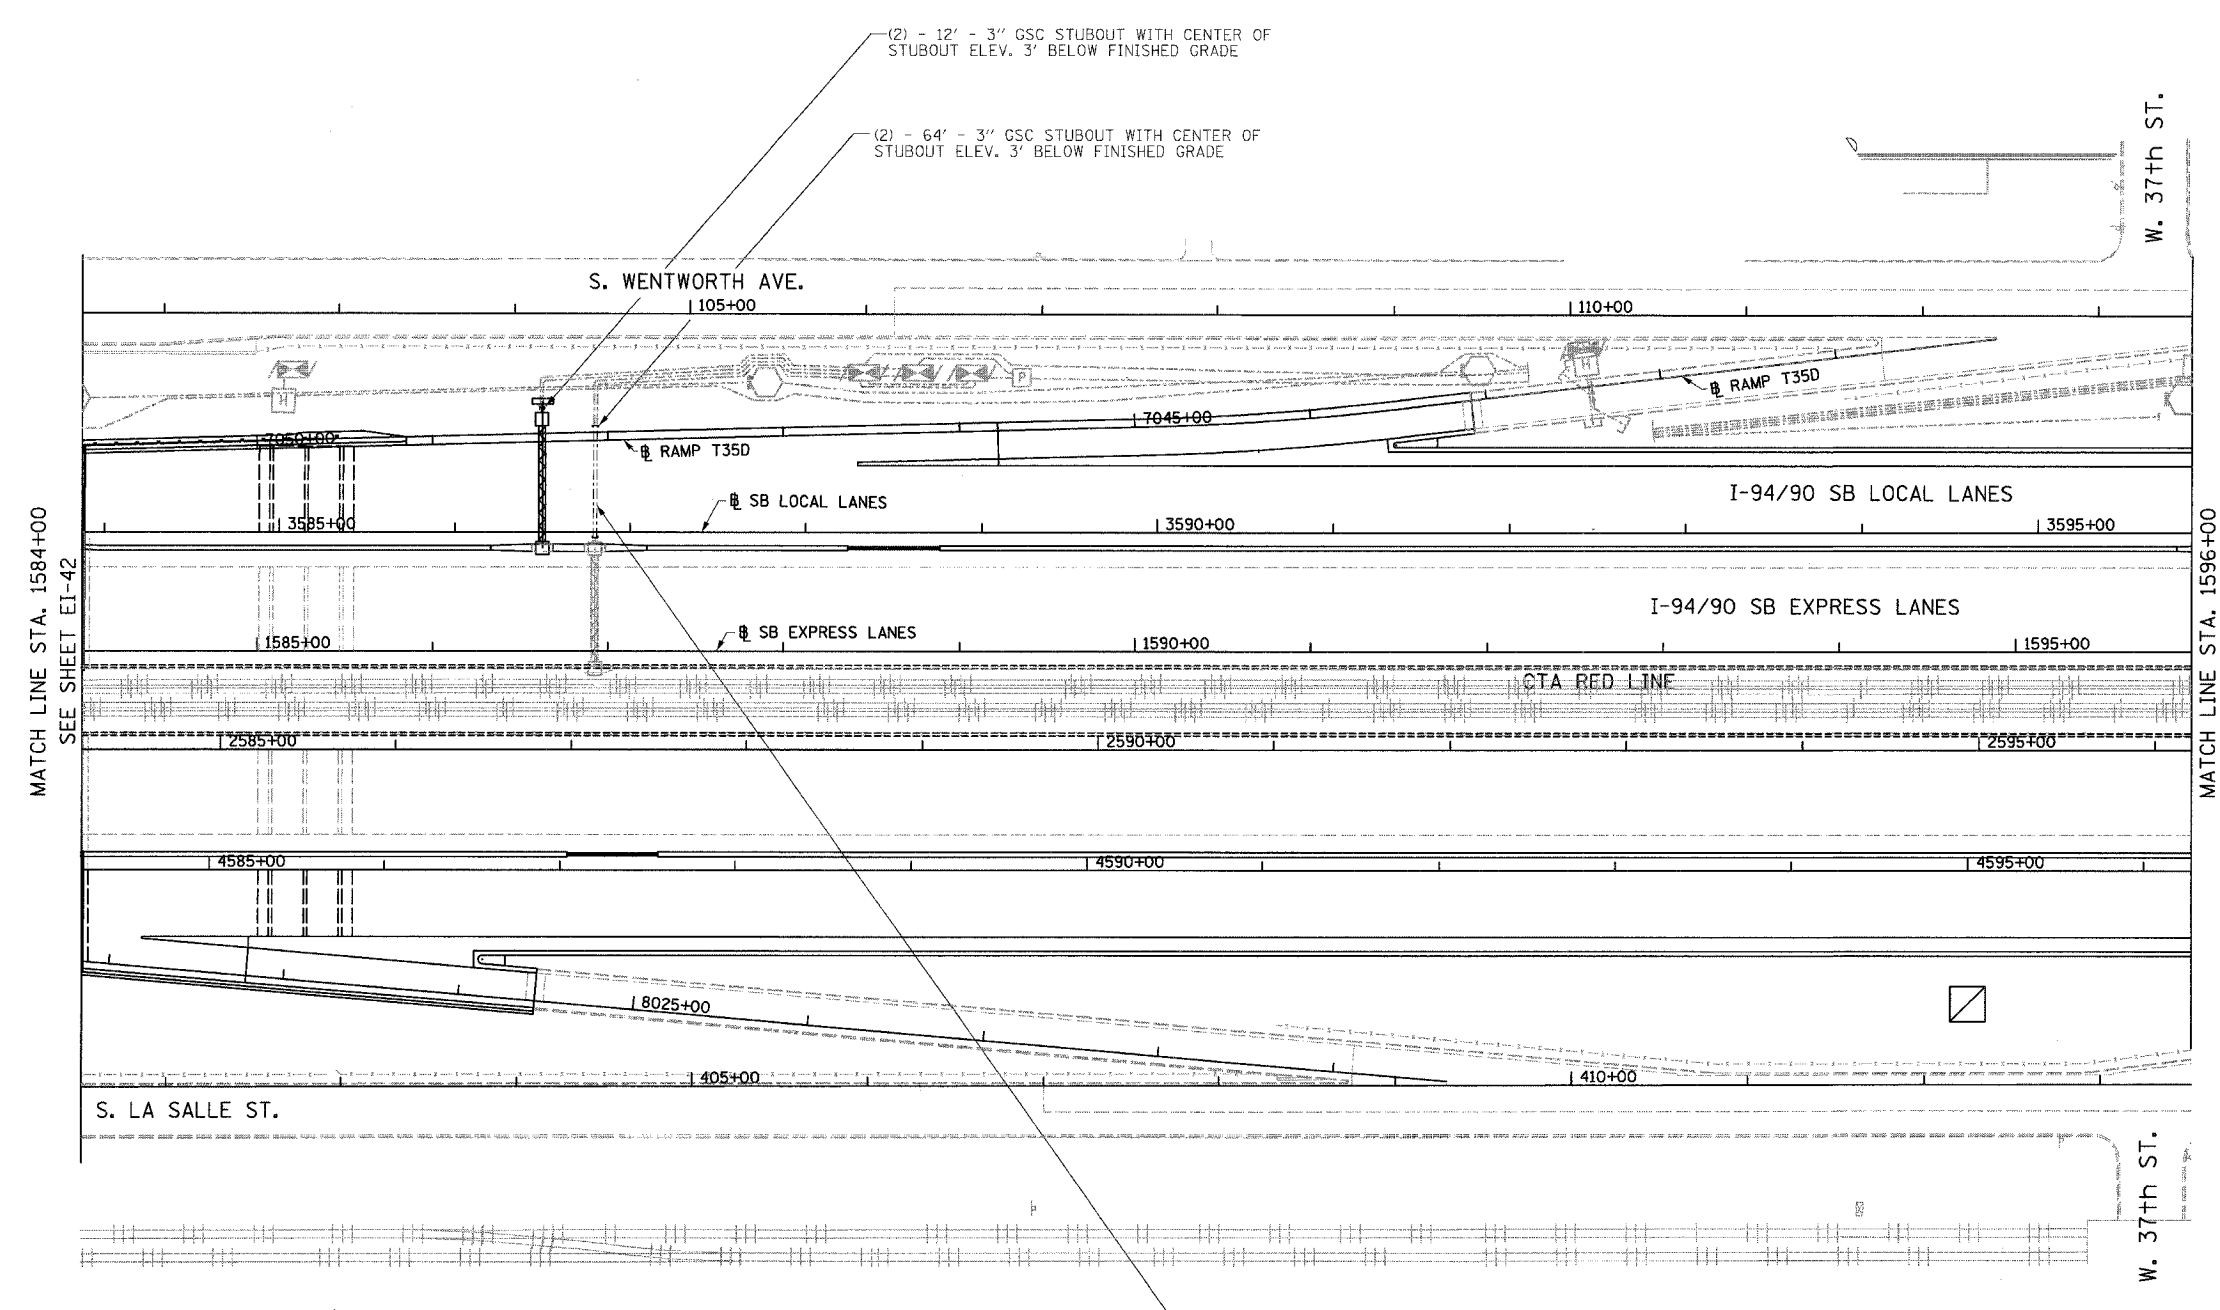 (2) - 12' - 3" GSC STUBOUT WITH CENTER OF
STUBOUT ELEV. 3' BELOW FINISHED GRADE
(2) - 64' - 3" GSC STUBOUT WITH CENTER OF
STUBOUT ELEV. 3' BELOW FINISHED GRADE
W. 37th ST.
S. WENTWORTH AVE.
105+00
110+00
H
P
H
RAMP T35D
7045+00
7050+00
RAMP T35D
I-94/90 SB LOCAL LANES
SB LOCAL LANES
3585+00
3590+00
3595+00
MATCH LINE STA. 1584+00
SEE SHEET EI-42
MATCH LINE STA. 1596+00
I-94/90 SB EXPRESS LANES
SB EXPRESS LANES
1585+00
1590+00
1595+00
CTA RED LINE
2585+00
2590+00
2595+00
4585+00
4590+00
4595+00
8025+00
405+00
410+00
S. LA SALLE ST.
W. 37th ST.